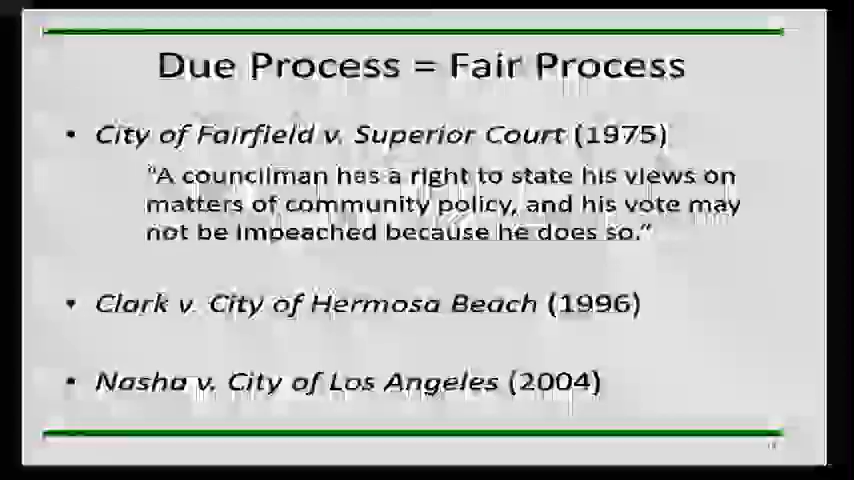 Due Process = Fair Process
• City of Fairfield v. Superior Court (1975)
"A councilman has a right to state his views on
matters of community policy, and his vote may
not be impeached because he does so."
• Clark v. City of Hermosa Beach (1996)
• Nasha v. City of Los Angeles (2004)